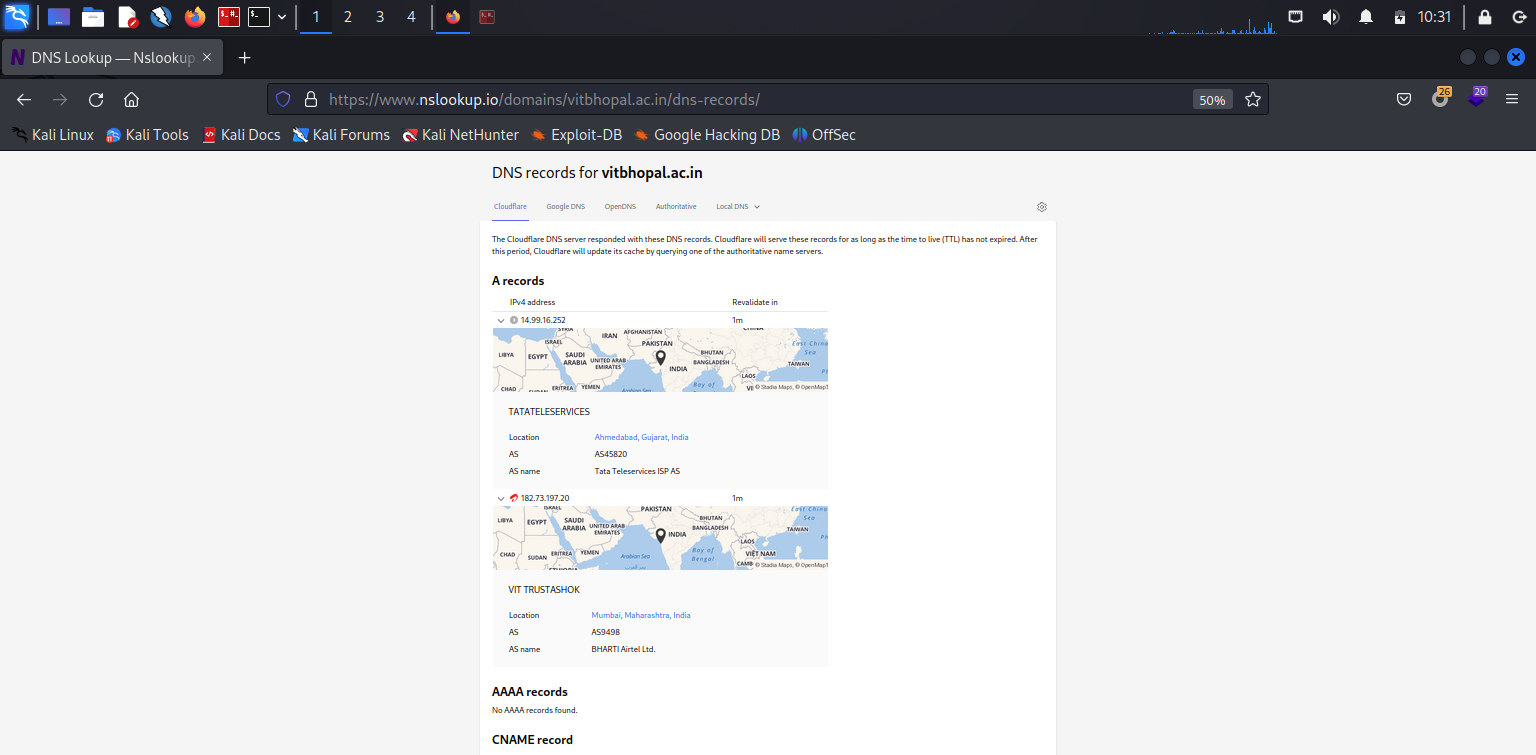 1 2 3 4
10:31
DNS Lookup — Nslookup.
https://www.nslookup.io/domains/vitbhopal.ac.in/dns-records/
50%
26
20
Kali Linux Kali Tools Kali Docs Kali Forums Kali NetHunter Exploit-DB Google Hacking DB OffSec
DNS records for vitbhopal.ac.in
Cloudflare Google DNS OpenDNS Authoritative Local DNS
The Cloudflare DNS server responded with these DNS records. Cloudflare will serve these records for as long as the time to live (TTL) has not expired. After
this period, Cloudflare will update its cache by querying one of the authoritative name servers.
A records
IPv4 address Revalidate in
14.99.16.252 1m
SYRIA AFGHANISTAN CHINA
ISRAEL IRAN PAKISTAN East China
Sea
LIBYA EGYPT SAUDI
ARABIA UNITED ARAB
EMIRATES INDIA BHUTAN
BANGLADESH TAIWAN
LAOS
CHAD SUDAN ERITREA YEMEN Arabian Sea Bay of VI © Stadia Maps, © OpenMapT
TATATELESERVICES
Location Ahmedabad, Gujarat, India
AS AS45820
AS name Tata Teleservices ISP AS
182.73.197.20 1m
ISRAEL PAKISTAN East China
Sea
LIBYA EGYPT SAUDI
ARABIA UNITED ARAB
EMIRATES INDIA BHUTAN
BANGLADESH TAIWAN
LAOS
CHAD SUDAN ERITREA YEMEN Arabian Sea Bay of
Bengal VIET NAM
ETHIOPIA CAMB © Stadia Maps, © OpenMapT
VIT TRUSTASHOK
Location Mumbai, Maharashtra, India
AS AS9498
AS name BHARTI Airtel Ltd.
AAAA records
No AAAA records found.
CNAME record